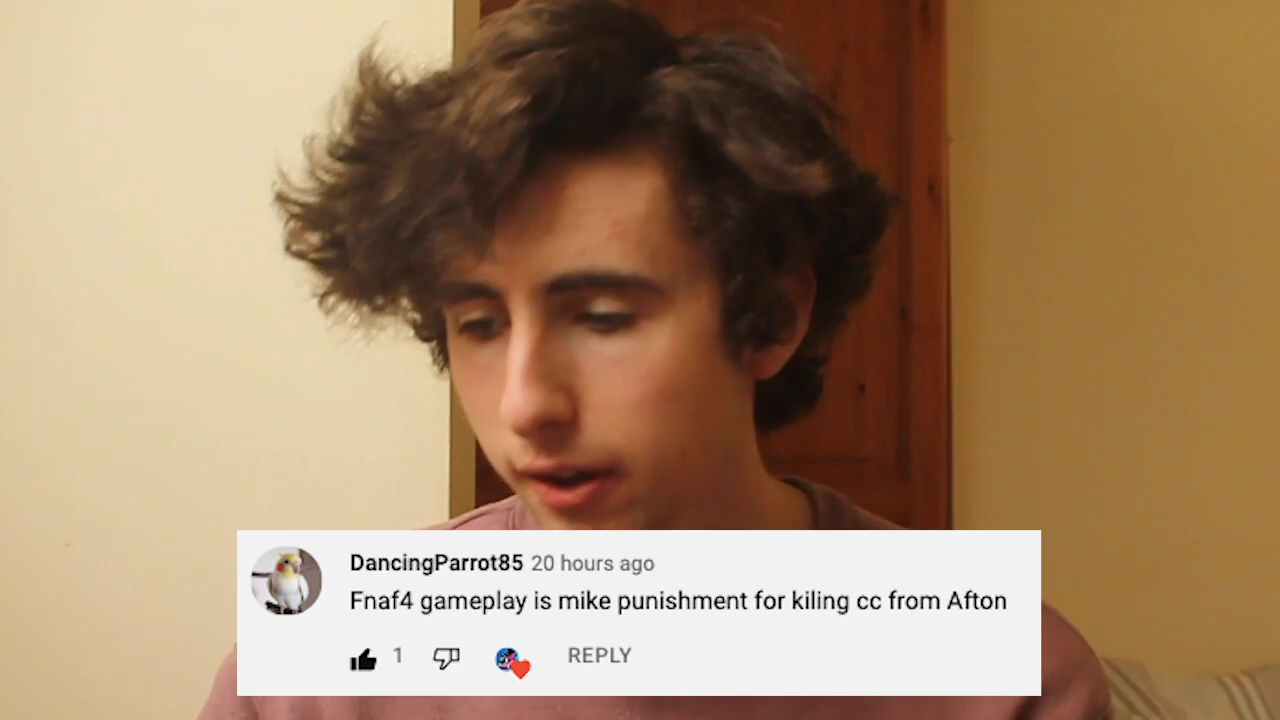 DancingParrot85 20 hours ago
Fnaf4 gameplay is mike punishment for kiling cc from Afton
1 REPLY